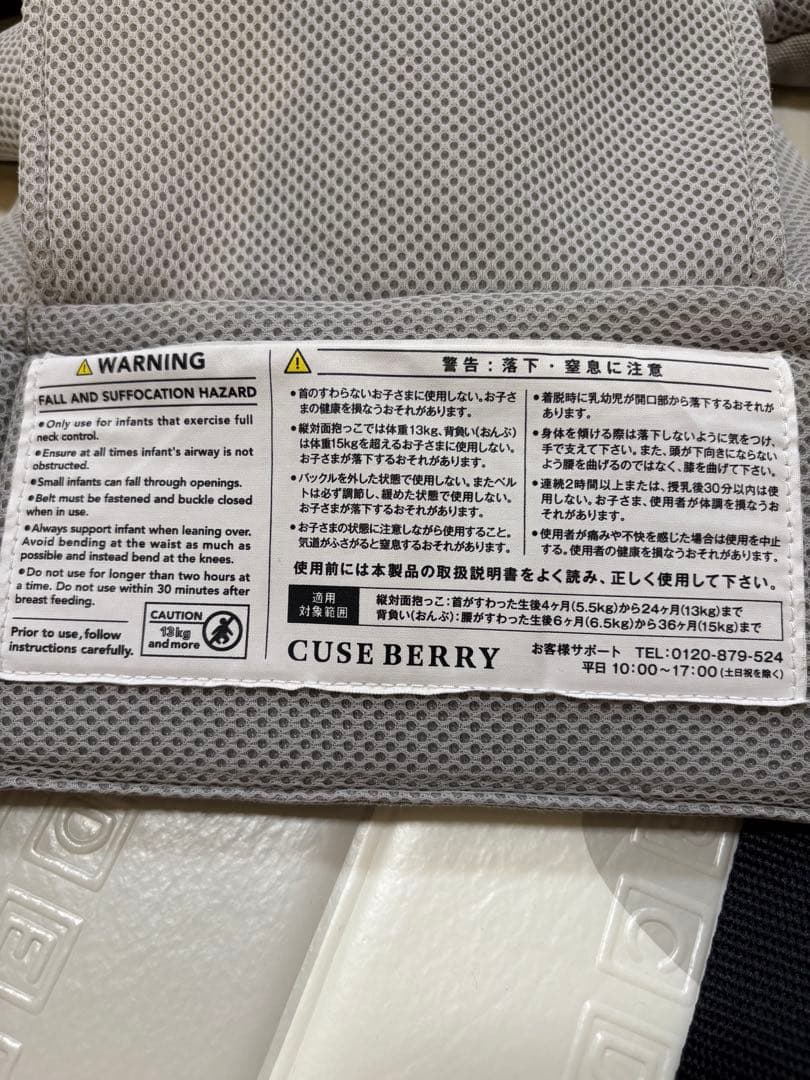 WARNING
FALL AND SUFFOCATION HAZARD
●Only use for infants that exercise full
neck control.
●Ensure at all times infant's airway is not
obstructed.
●Small infants can fall through openings.
●Belt must be fastened and buckle closed
when in use.
●Always support infant when leaning over.
Avoid bending at the waist as much as
possible and instead bend at the knees.
●Do not use for longer than two hours at
a time. Do not use within 30 minutes after
breast feeding.
Prior to use, follow
instructions carefully.
CAUTION
13kg
and more
警告：落下・窒息に注意
●首のすわらないお子さまに使用しない。お子さ
まの健康を損なうおそれがあります。
●縦対面抱っこでは体重13kg、背負い(おんぶ)
は体重15kgを超えるお子さまに使用しない。
お子さまが落下するおそれがあります。
●バックルを外した状態で使用しない。またベル
トは必ず調節し、緩めた状態で使用しない。
お子さまが落下するおそれがあります。
●お子さまの状態に注意しながら使用すること。
気道がふさがると窒息するおそれがあります。
●着脱時に乳幼児が開口部から落下するおそれが
あります。
●身体を傾ける際は落下しないように気をつけ、
手で支えて下さい。また、頭が下向きにならない
よう腰を曲げるのではなく、膝を曲げて下さい。
●連続2時間以上または、授乳後30分以内は使
用しない。お子さま、使用者が体調を損なうお
それがあります。
●使用者が痛みや不快を感じた場合は使用を中止
する。使用者の健康を損なうおそれがあります。
使用前には本製品の取扱説明書をよく読み、正しく使用して下さい。
適用
対象範囲
縦対面抱っこ：首がすわった生後4ヶ月(5.5kg)から24ヶ月(13kg)まで
背負い(おんぶ)：腰がすわった生後6ヶ月(6.5kg)から36ヶ月(15kg)まで
CUSE BERRY
お客様サポート TEL：0120-879-524
平日 10:00～17:00(土日祝を除く)